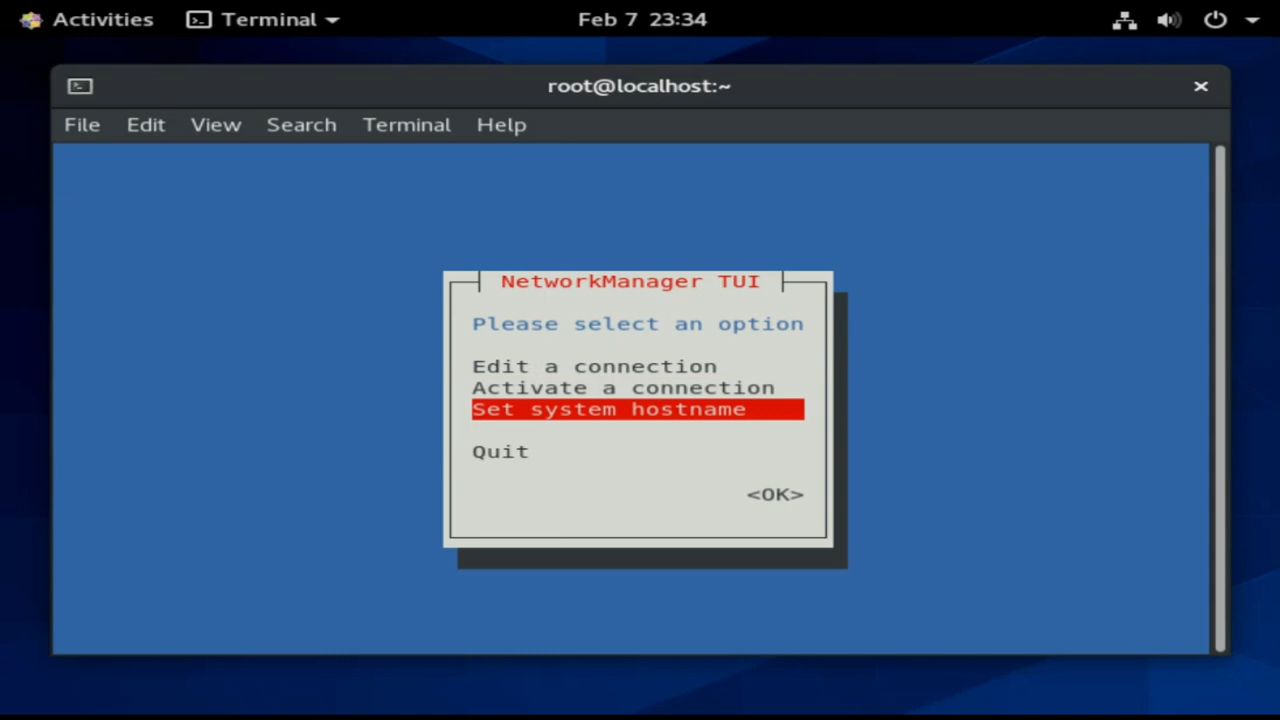 Activities Terminal Feb 7 23:34
root@localhost:~
File Edit View Search Terminal Help
NetworkManager TUI
Please select an option
Edit a connection
Activate a connection
Set system hostname
Quit
<OK>